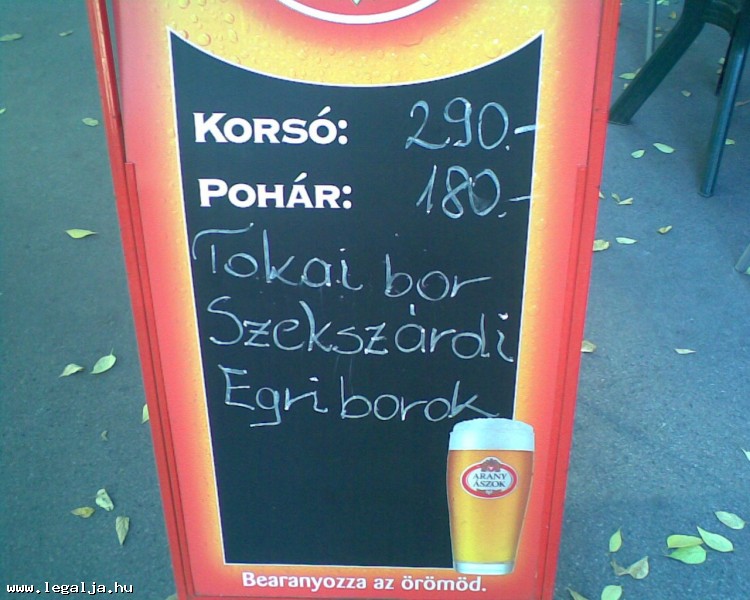 KORSÓ: 290.-
POHÁR: 180.-
Tokai bor
Szekszárdi
Egri borok
ARANY
ÁSZOK
Bearanyozza az örömöd.
www.legalja.hu